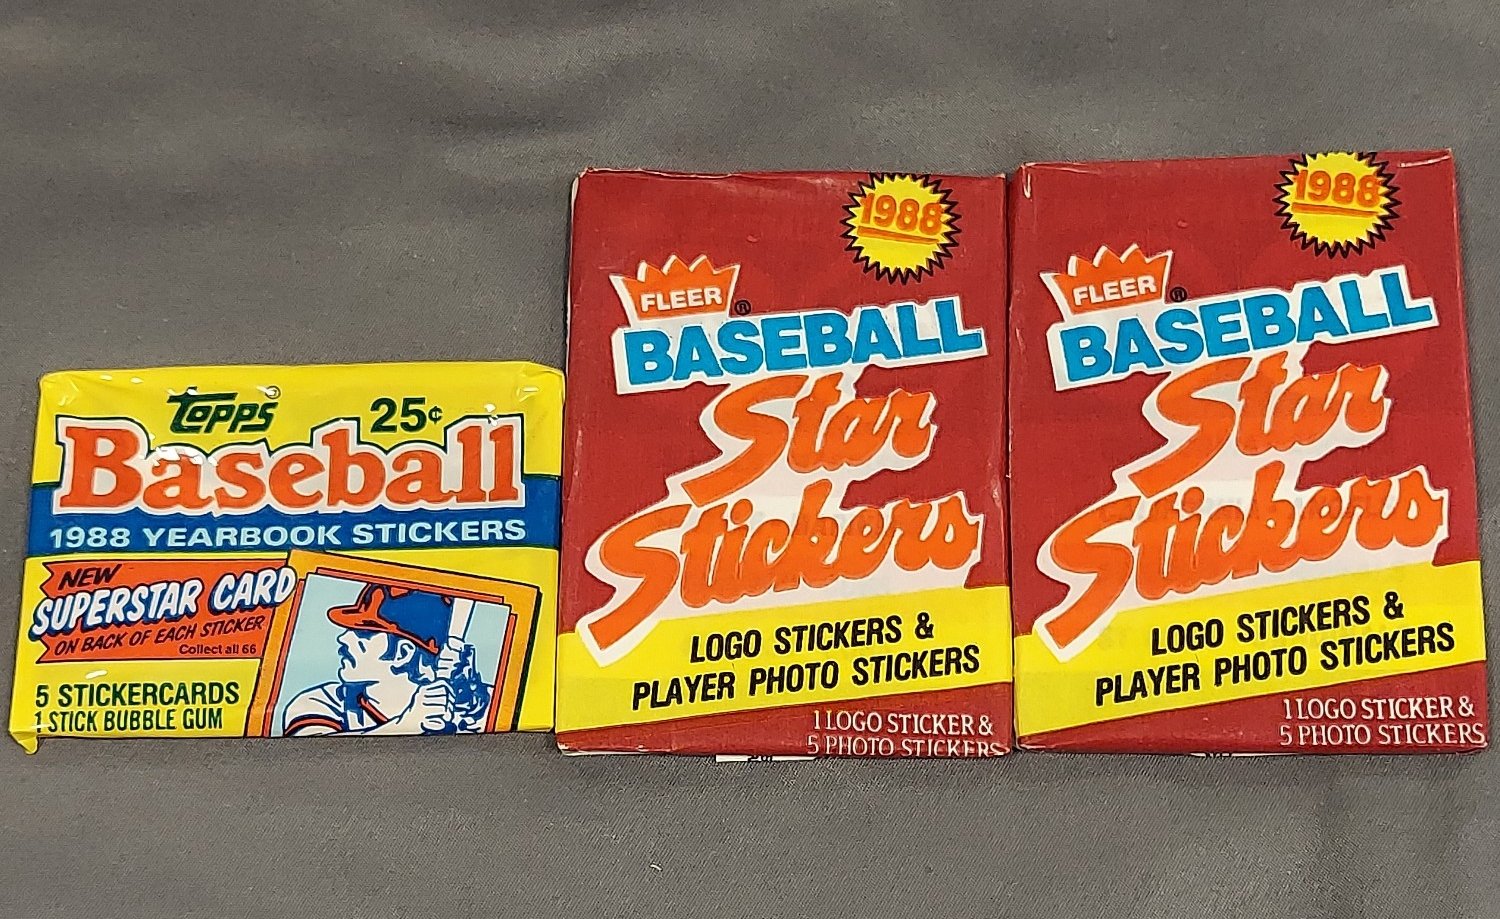 Topps ®
25¢
Baseball
1988 YEARBOOK STICKERS
NEW
SUPERSTAR CARD
ON BACK OF EACH STICKER
Collect all 66
5 STICKERCARDS
1 STICK BUBBLE GUM
1988
FLEER ®
BASEBALL
Star
Stickers
LOGO STICKERS &
PLAYER PHOTO STICKERS
1 LOGO STICKER &
5 PHOTO STICKERS
1988
FLEER ®
BASEBALL
Star
Stickers
LOGO STICKERS &
PLAYER PHOTO STICKERS
1 LOGO STICKER &
5 PHOTO STICKERS